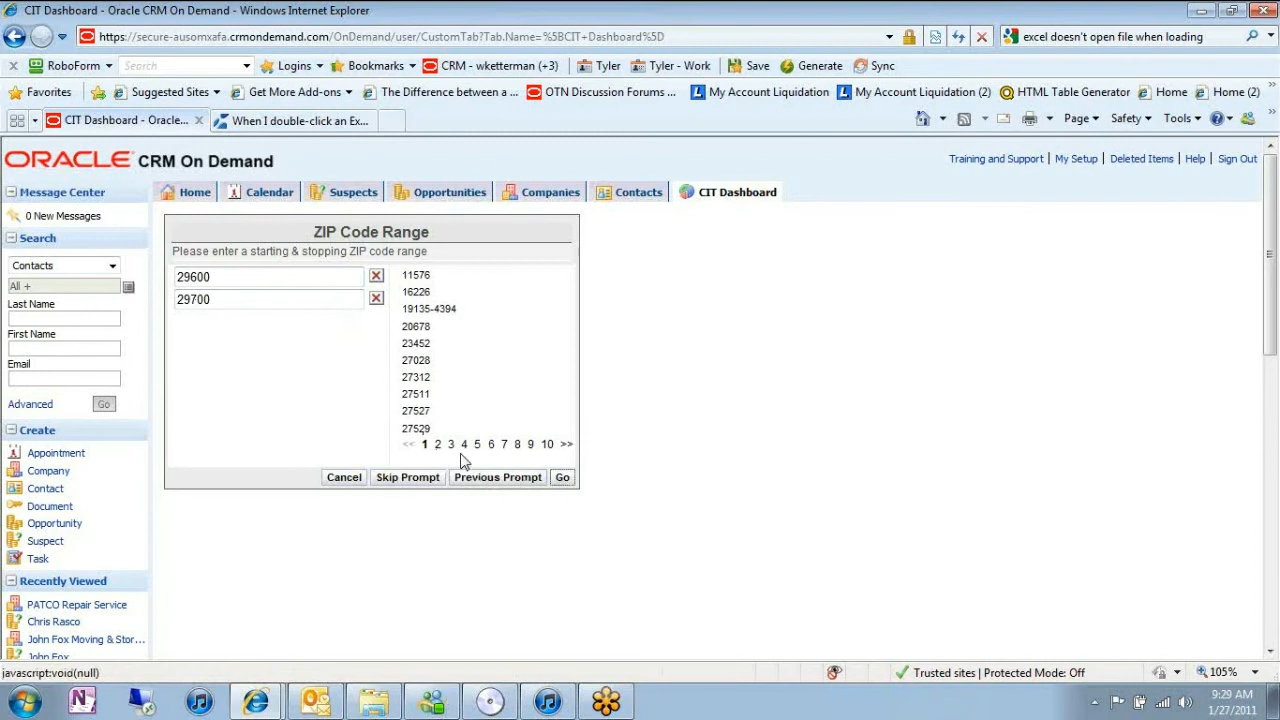 CIT Dashboard - Oracle CRM On Demand - Windows Internet Explorer
https://secure-ausomxafa.crmondemand.com/OnDemand/user/CustomTab?Tab.Name=%5BCIT+Dashboard%5D
excel doesn't open file when loading
RoboForm Search Logins Bookmarks CRM - wketterman (+3) Tyler Tyler - Work Save Generate Sync
Favorites Suggested Sites Get More Add-ons The Difference between a ... OTN Discussion Forums ... My Account Liquidation My Account Liquidation (2) HTML Table Generator Home Home (2)
CIT Dashboard - Oracle... When I double-click an Ex... Page Safety Tools
ORACLE CRM On Demand
Training and Support | My Setup | Deleted Items | Help | Sign Out
Message Center
Home Calendar Suspects Opportunities Companies Contacts CIT Dashboard
0 New Messages
Search
Contacts
All +
Last Name
First Name
Email
Advanced Go
Create
Appointment
Company
Contact
Document
Opportunity
Suspect
Task
Recently Viewed
PATCO Repair Service
Chris Rasco
John Fox Moving & Stor...
John Fox
ZIP Code Range
Please enter a starting & stopping ZIP code range
29600
29700
11576
16226
19135-4394
20678
23452
27028
27312
27511
27527
27529
<< 1 2 3 4 5 6 7 8 9 10 >>
Cancel Skip Prompt Previous Prompt Go
javascript:void(null)
Trusted sites | Protected Mode: Off
105%
9:29 AM
1/27/2011